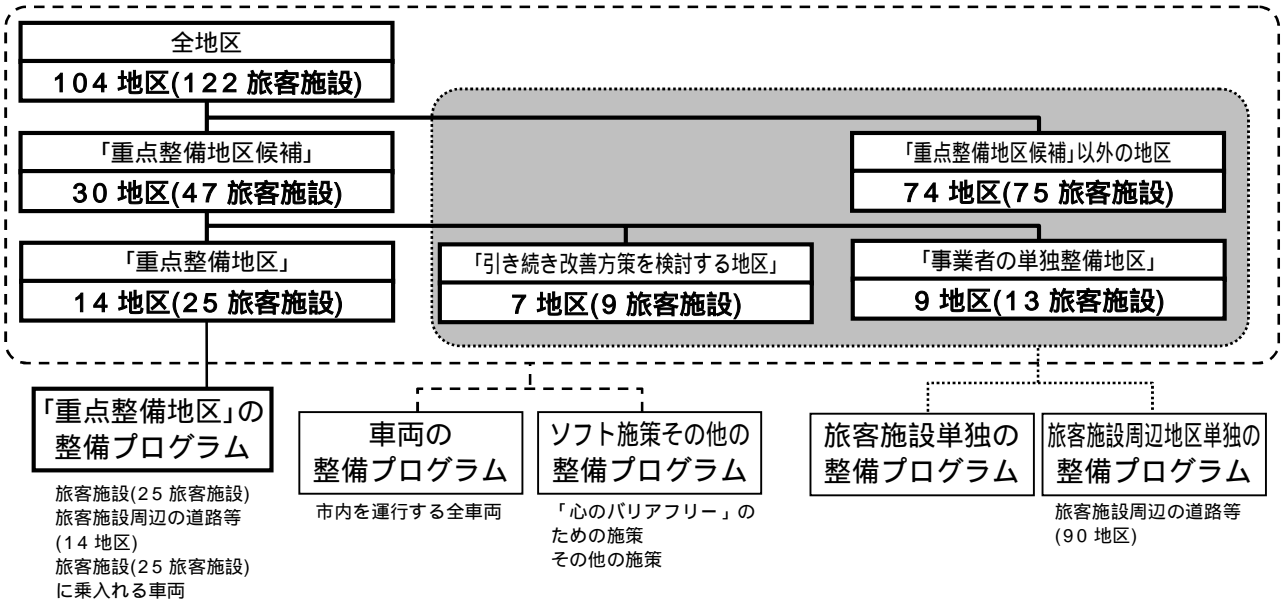 全地区
104 地区(122 旅客施設)
「重点整備地区候補」
30 地区(47 旅客施設)
「重点整備地区候補」以外の地区
74 地区(75 旅客施設)
「重点整備地区」
14 地区(25 旅客施設)
「引き続き改善方策を検討する地区」
7 地区(9 旅客施設)
「事業者の単独整備地区」
9 地区(13 旅客施設)
「重点整備地区」の
整備プログラム
旅客施設(25 旅客施設)
旅客施設周辺の道路等
(14 地区)
旅客施設(25 旅客施設)
に乗入れる車両
車両の
整備プログラム
市内を運行する全車両
ソフト施策その他の
整備プログラム
「心のバリアフリー」の
ための施策
その他の施策
旅客施設単独の
整備プログラム
旅客施設周辺地区単独の
整備プログラム
旅客施設周辺の道路等
(90 地区)